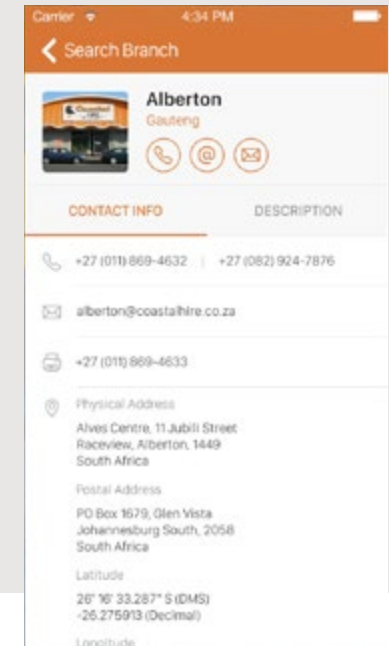 Carrier 4:34 PM
Search Branch
Coastal
Alberton
Gauteng
CONTACT INFO DESCRIPTION
+27 (011) 869-4632 | +27 (082) 924-7876
alberton@coastalhire.co.za
+27 (011) 869-4633
Physical Address
Alves Centre, 11 Jubili Street
Raceview, Alberton, 1449
South Africa
Postal Address
PO Box 1679, Glen Vista
Johannesburg South, 2058
South Africa
Latitude
26° 16' 33.287" S (DMS)
-26.275913 (Decimal)
Longitude